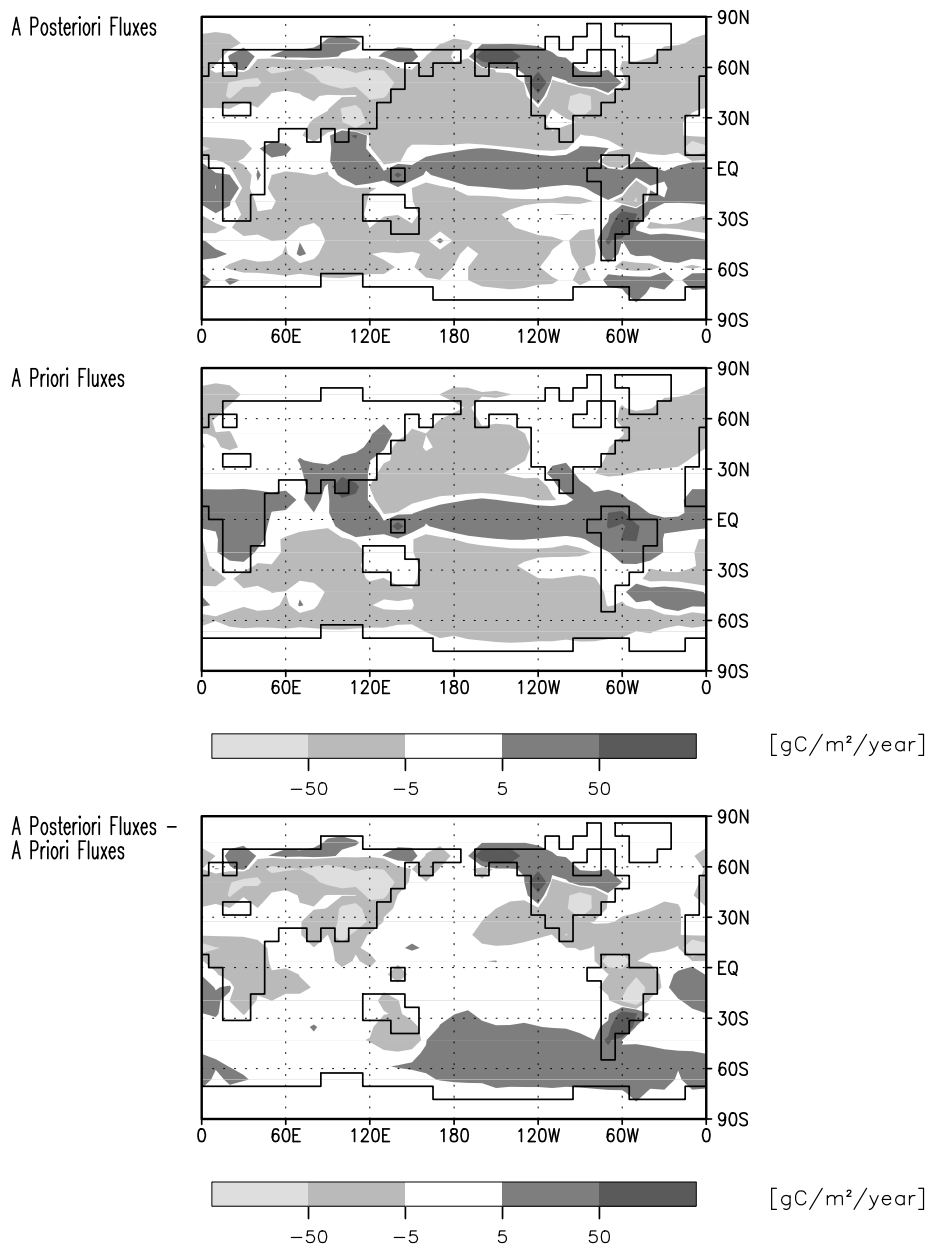 A Posteriori Fluxes
90N
60N
30N
EQ
30S
60S
90S
0 60E 120E 180 120W 60W 0
A Priori Fluxes
90N
60N
30N
EQ
30S
60S
90S
0 60E 120E 180 120W 60W 0
[gC/m²/year]
−50 −5 5 50
A Posteriori Fluxes −
A Priori Fluxes
90N
60N
30N
EQ
30S
60S
90S
0 60E 120E 180 120W 60W 0
[gC/m²/year]
−50 −5 5 50